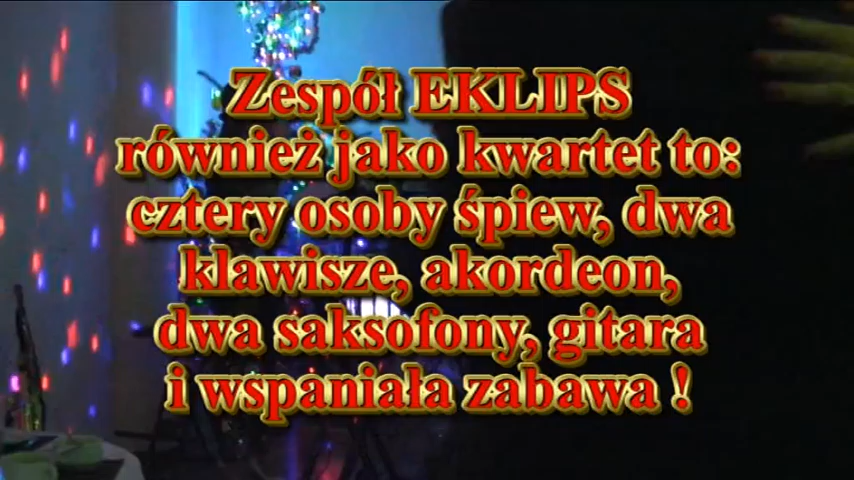 Zespół EKLIPS
również jako kwartet to:
cztery osoby śpiew, dwa
klawisze, akordeon,
dwa saksofony, gitara
i wspaniała zabawa !